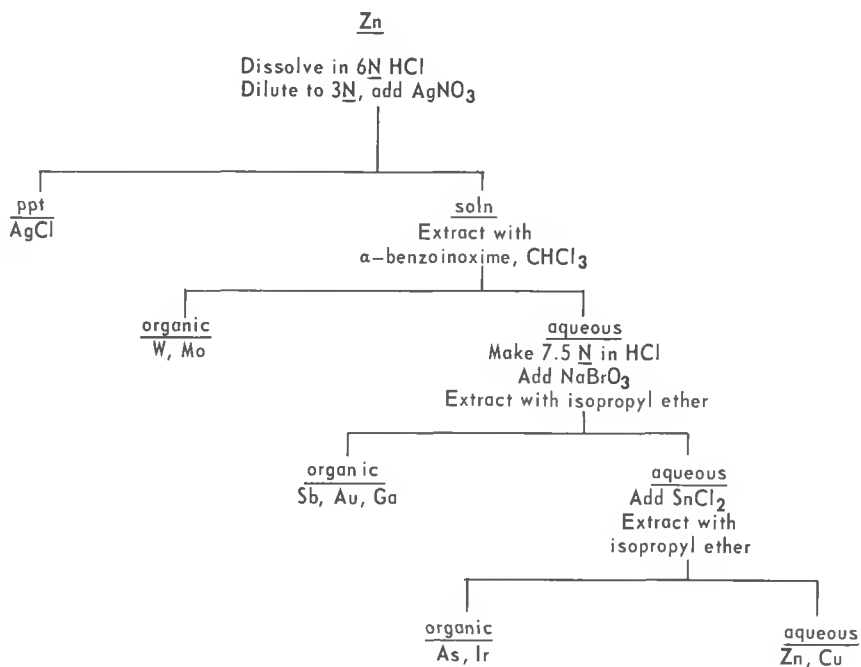 Zn
Dissolve in 6N HCl
Dilute to 3N, add AgNO3
ppt
AgCl
soln
Extract with
α–benzoinoxime, CHCl3
organic
W, Mo
aqueous
Make 7.5 N in HCl
Add NaBrO3
Extract with isopropyl ether
organic
Sb, Au, Ga
aqueous
Add SnCl2
Extract with
isopropyl ether
organic
As, Ir
aqueous
Zn, Cu